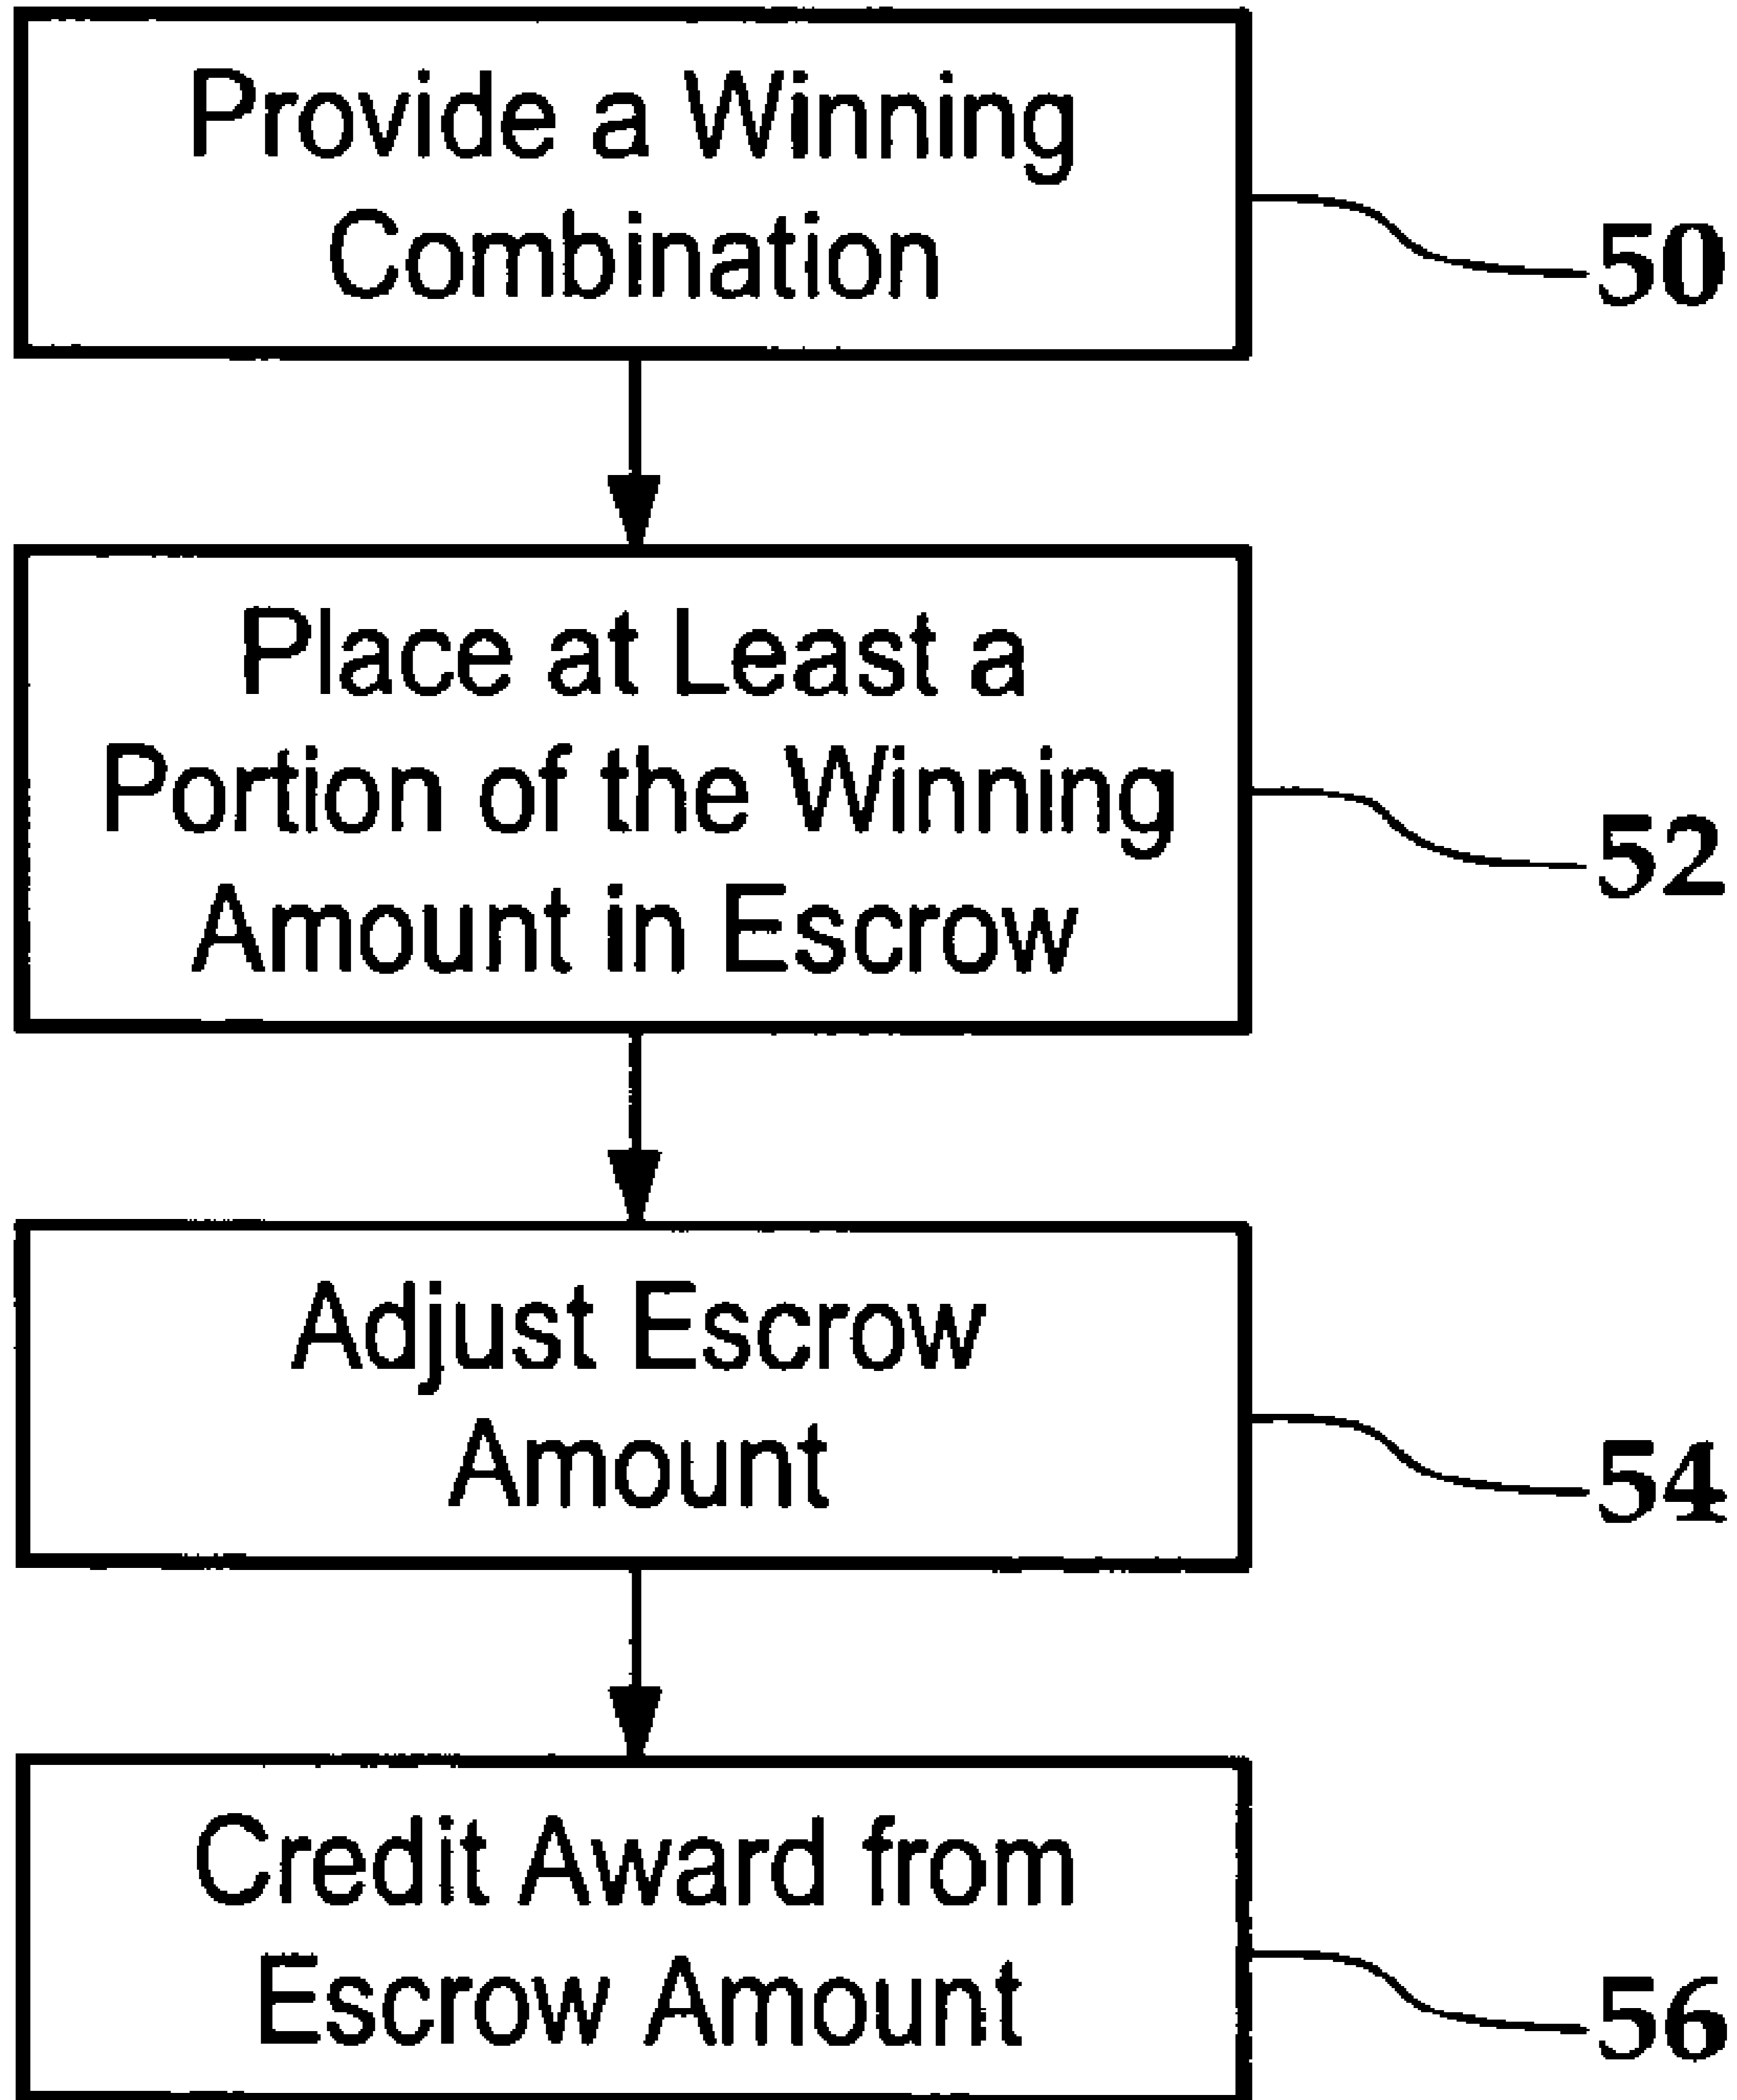 Provide a Winning
Combination
50
Place at Least a
Portion of the Winning
Amount in Escrow
52
Adjust Escrow
Amount
54
Credit Award from
Escrow Amount
56